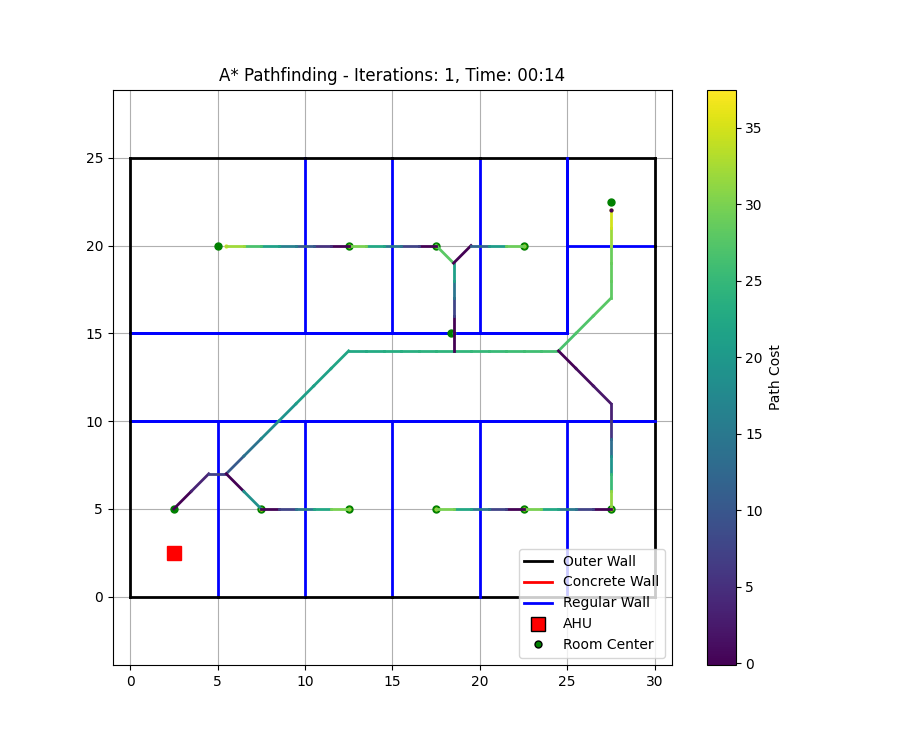 A* Pathfinding - Iterations: 1, Time: 00:14
25
20
15
10
5
0
0 5 10 15 20 25 30
Outer Wall
Concrete Wall
Regular Wall
AHU
Room Center
35
30
25
20
15
10
5
0
Path Cost